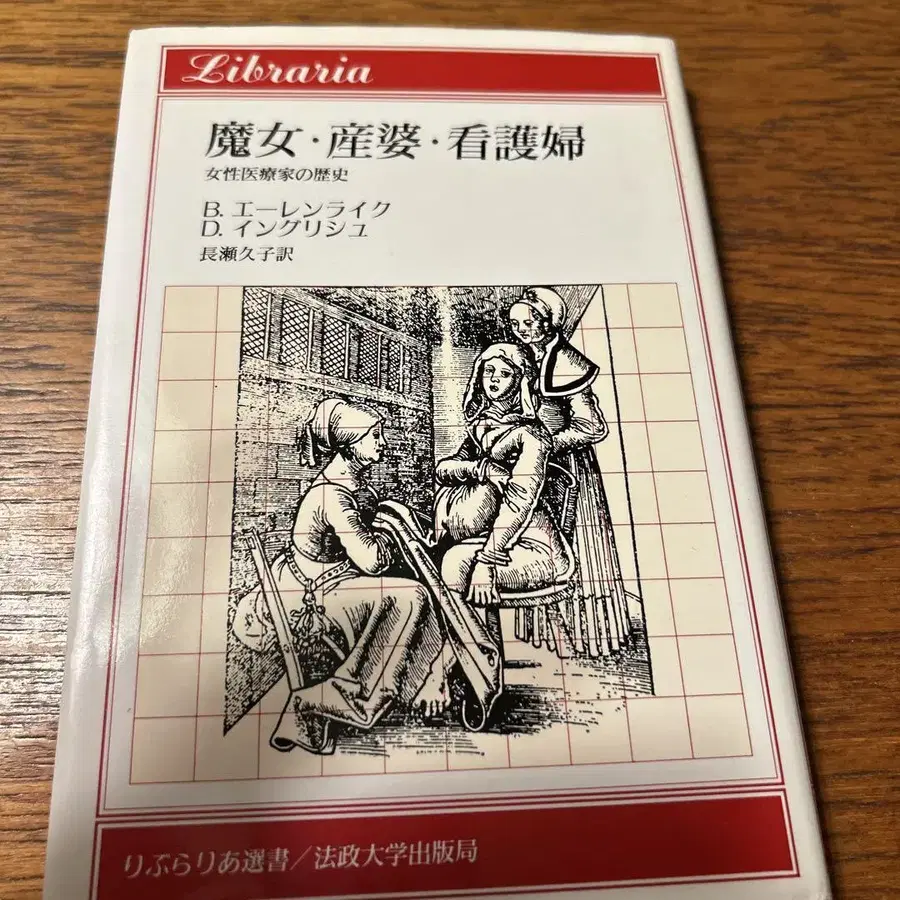 Libraria
魔女・産婆・看護婦
女性医療家の歴史
B. エーレンライク
D. イングリシュ
長瀬久子訳
りぶらりあ選書／法政大学出版局